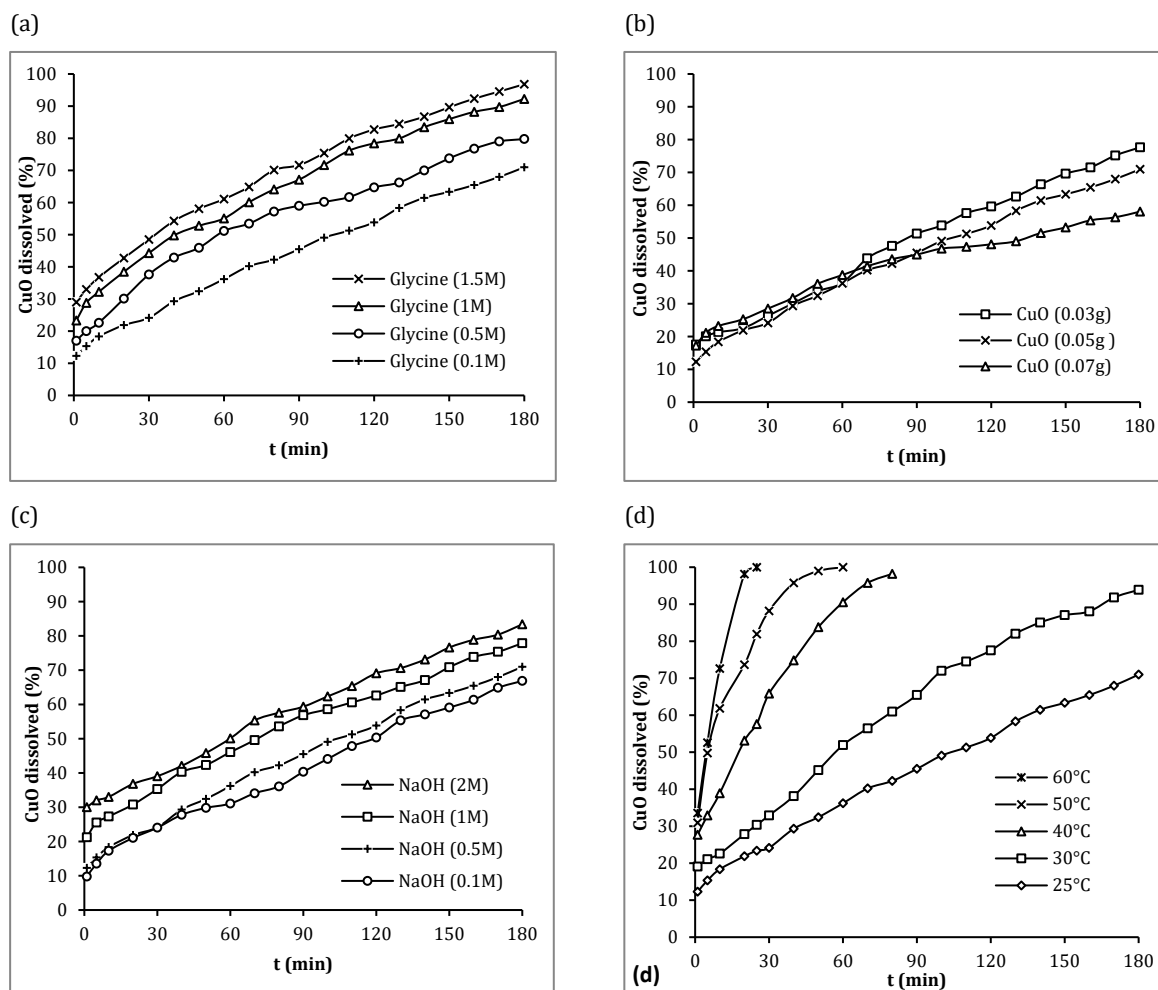 (a)
100
90
80
70
60
50
40
30
20
10
0
CuO dissolved (%)
Glycine (1.5M)
Glycine (1M)
Glycine (0.5M)
Glycine (0.1M)
0 30 60 90 120 150 180
t (min)
(b)
100
90
80
70
60
50
40
30
20
10
0
CuO dissolved (%)
CuO (0.03g)
CuO (0.05g )
CuO (0.07g)
0 30 60 90 120 150 180
t (min)
(c)
100
90
80
70
60
50
40
30
20
10
0
CuO dissolved (%)
NaOH (2M)
NaOH (1M)
NaOH (0.5M)
NaOH (0.1M)
0 30 60 90 120 150 180
t (min)
(d)
100
90
80
70
60
50
40
30
20
10
0
CuO dissolved (%)
60°C
50°C
40°C
30°C
25°C
0 30 60 90 120 150 180
(d)
t (min)